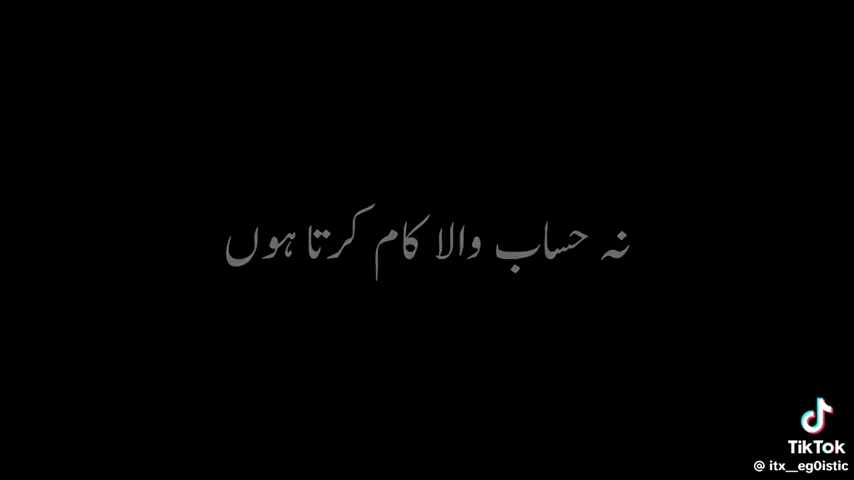 نہ حساب والا کام کرتا ہوں
TikTok
@ itx__eg0istic